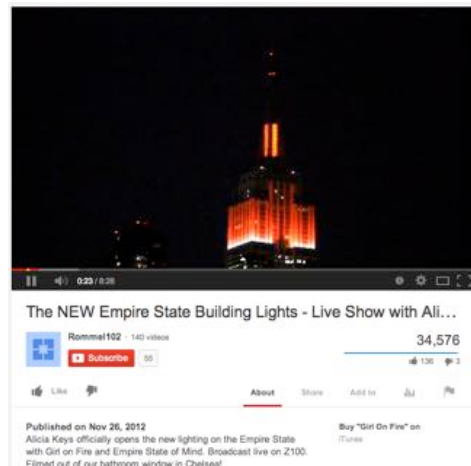 0:23 / 8:28
The NEW Empire State Building Lights - Live Show with Ali...
Rommel102 · 140 videos
Subscribe 55
34,576
136 3
Like
About Share Add to
Published on Nov 26, 2012
Alicia Keys officially opens the new lighting on the Empire State
with Girl on Fire and Empire State of Mind. Broadcast live on Z100.
Filmed out of our bathroom window in Chelsea!
Buy "Girl On Fire" on
iTunes